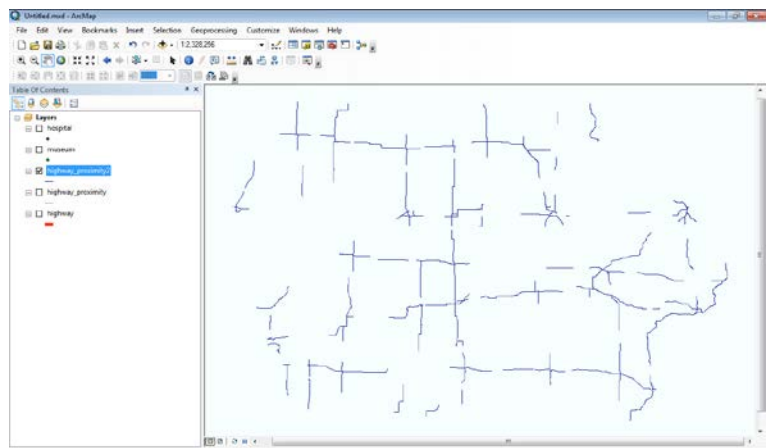 Untitled.mxd - ArcMap
File Edit View Bookmarks Insert Selection Geoprocessing Customize Windows Help
1:2,328,256
Table Of Contents
Layers
hospital
museum
highway_proximity2
highway_proximity
highway